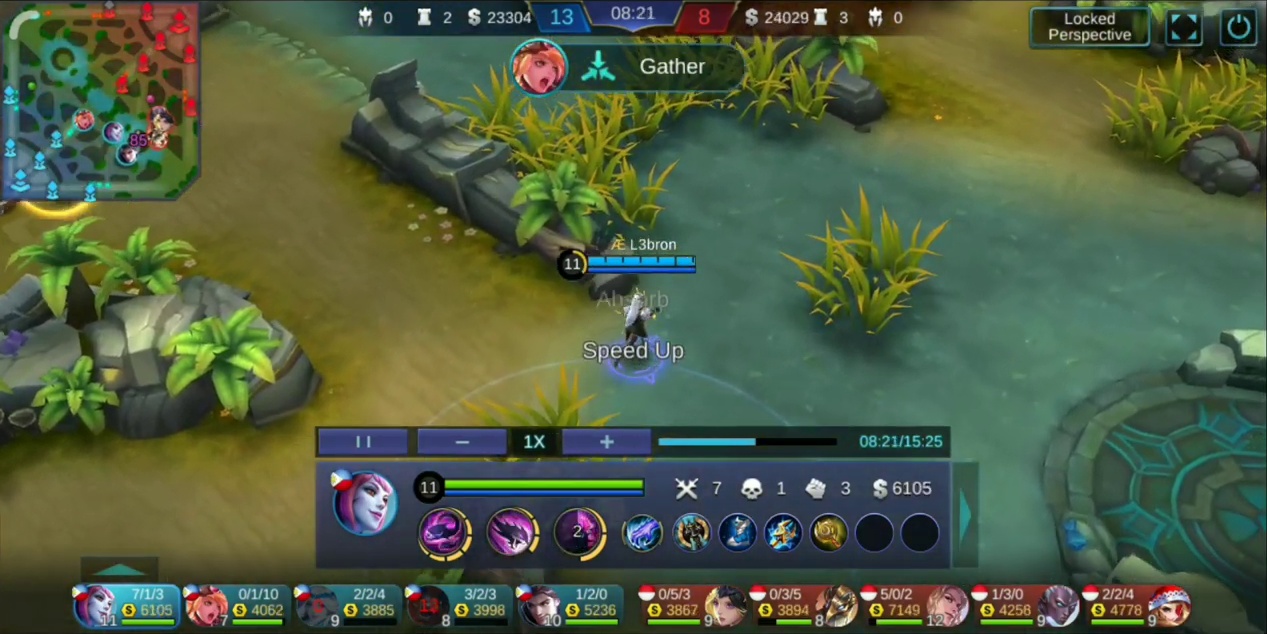 0 2 23304 13 08:21 8 24029 3 0
Locked
Perspective
Gather
85
Æ L3bron
11
Absorb
Speed Up
1X
08:21/15:25
11 7 1 3 6105
2
7/1/3 0/1/10 2/2/4 3/2/3 1/2/0 0/5/3 0/3/5 5/0/2 1/3/0 2/2/4
6105 4062 3885 3998 5236 3867 3894 7149 4256 4778
11 7 9 8 10 9 8 12 9 9